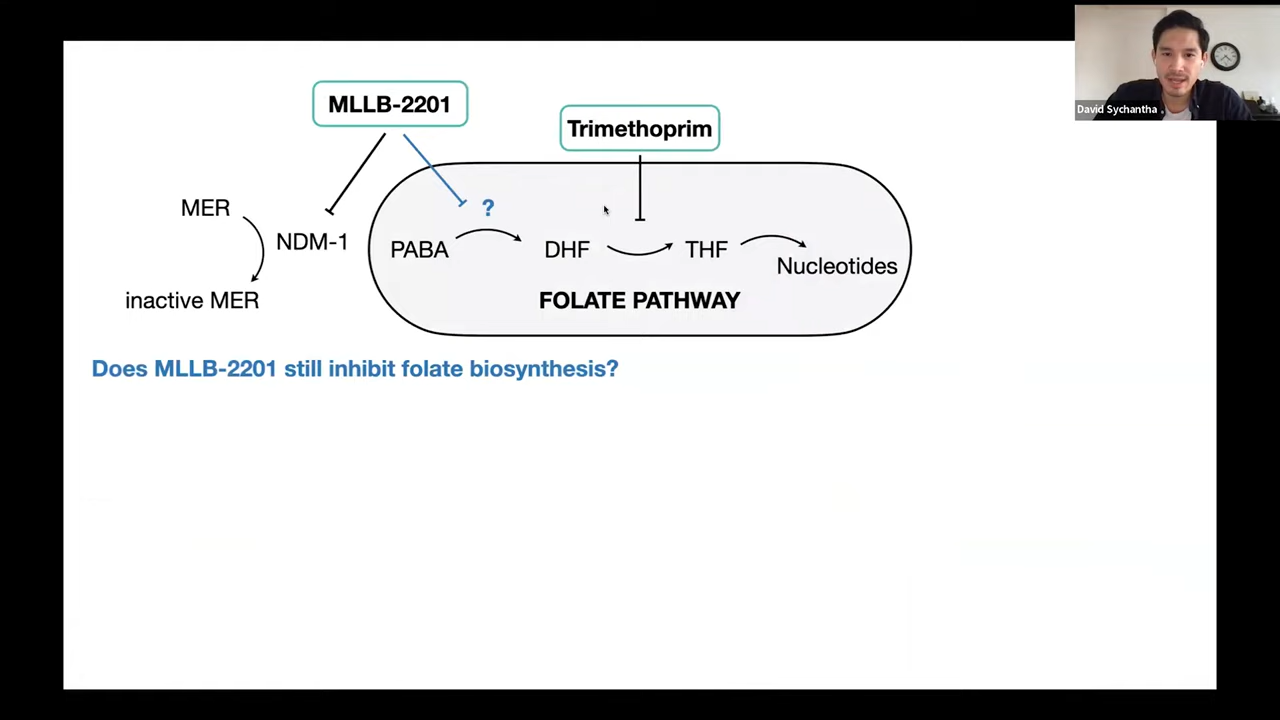 David Sychantha
MLLB-2201
Trimethoprim
MER
?
NDM-1
PABA
DHF
THF
Nucleotides
inactive MER
FOLATE PATHWAY
Does MLLB-2201 still inhibit folate biosynthesis?